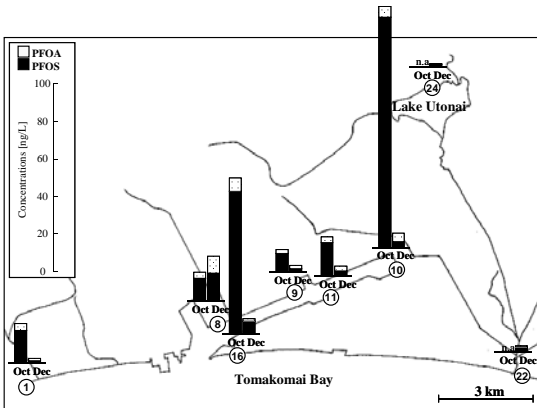 PFOA
PFOS
100
80
60
40
20
0
Concentrations [ng/L]
n.a
Oct Dec
24
Lake Utonai
Oct Dec
10
Oct Dec
9
Oct Dec
11
Oct Dec
8
Oct Dec
16
Oct Dec
1
n.a
Oct Dec
22
Tomakomai Bay
3 km